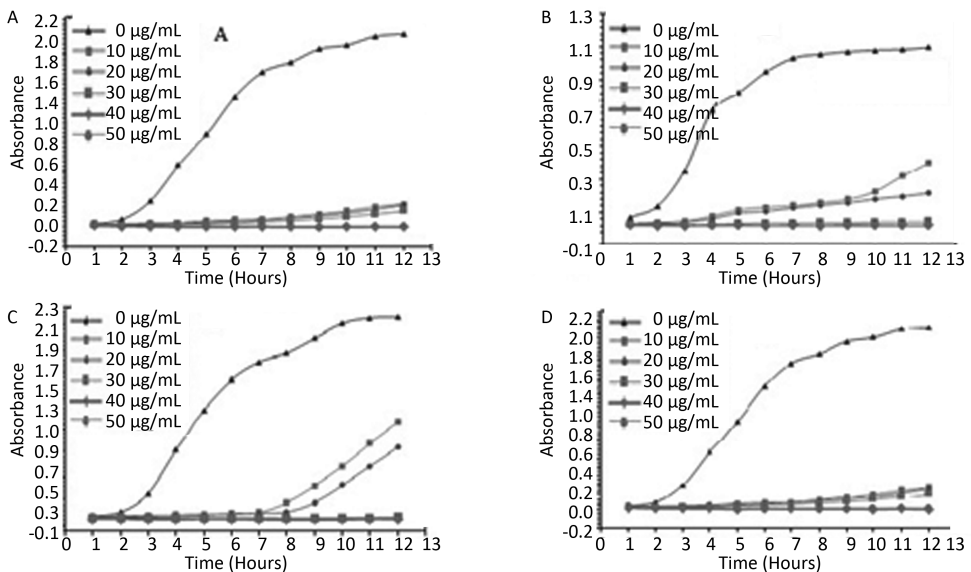 A
A
Absorbance
2.2
2.0
1.8
1.6
1.4
1.2
1.0
0.8
0.6
0.4
0.2
0.0
-0.2
0 µg/mL
10 µg/mL
20 µg/mL
30 µg/mL
40 µg/mL
50 µg/mL
0 1 2 3 4 5 6 7 8 9 10 11 12 13
Time (Hours)
B
Absorbance
1.3
1.1
0.9
0.7
0.5
0.3
1.1
-0.1
0 µg/mL
10 µg/mL
20 µg/mL
30 µg/mL
40 µg/mL
50 µg/mL
0 1 2 3 4 5 6 7 8 9 10 11 12 13
Time (Hours)
C
Absorbance
2.3
2.1
1.9
1.7
1.5
1.3
1.0
0.9
0.7
0.5
0.3
-0.1
0 µg/mL
10 µg/mL
20 µg/mL
30 µg/mL
40 µg/mL
50 µg/mL
0 1 2 3 4 5 6 7 8 9 10 11 12 13
Time (Hours)
D
Absorbance
2.2
2.0
1.8
1.6
1.4
1.2
1.0
0.8
0.6
0.4
0.2
0.0
-0.2
0 µg/mL
10 µg/mL
20 µg/mL
30 µg/mL
40 µg/mL
50 µg/mL
0 1 2 3 4 5 6 7 8 9 10 11 12 13
Time (Hours)